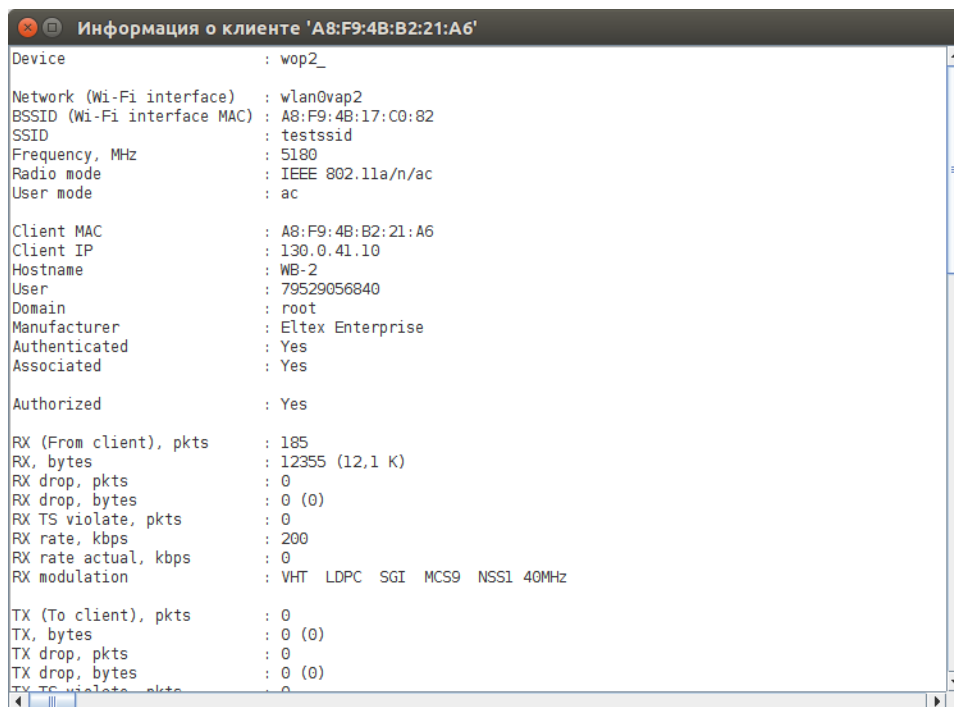 Информация о клиенте 'A8:F9:4B:B2:21:A6'
Device : wop2_
Network (Wi-Fi interface) : wlan0vap2
BSSID (Wi-Fi interface MAC) : A8:F9:4B:17:C0:82
SSID : testssid
Frequency, MHz : 5180
Radio mode : IEEE 802.11a/n/ac
User mode : ac
Client MAC : A8:F9:4B:B2:21:A6
Client IP : 130.0.41.10
Hostname : WB-2
User : 79529056840
Domain : root
Manufacturer : Eltex Enterprise
Authenticated : Yes
Associated : Yes
Authorized : Yes
RX (From client), pkts : 185
RX, bytes : 12355 (12,1 K)
RX drop, pkts : 0
RX drop, bytes : 0 (0)
RX TS violate, pkts : 0
RX rate, kbps : 200
RX rate actual, kbps : 0
RX modulation : VHT LDPC SGI MCS9 NSS1 40MHz
TX (To client), pkts : 0
TX, bytes : 0 (0)
TX drop, pkts : 0
TX drop, bytes : 0 (0)
TX TS violate, pkts : 0